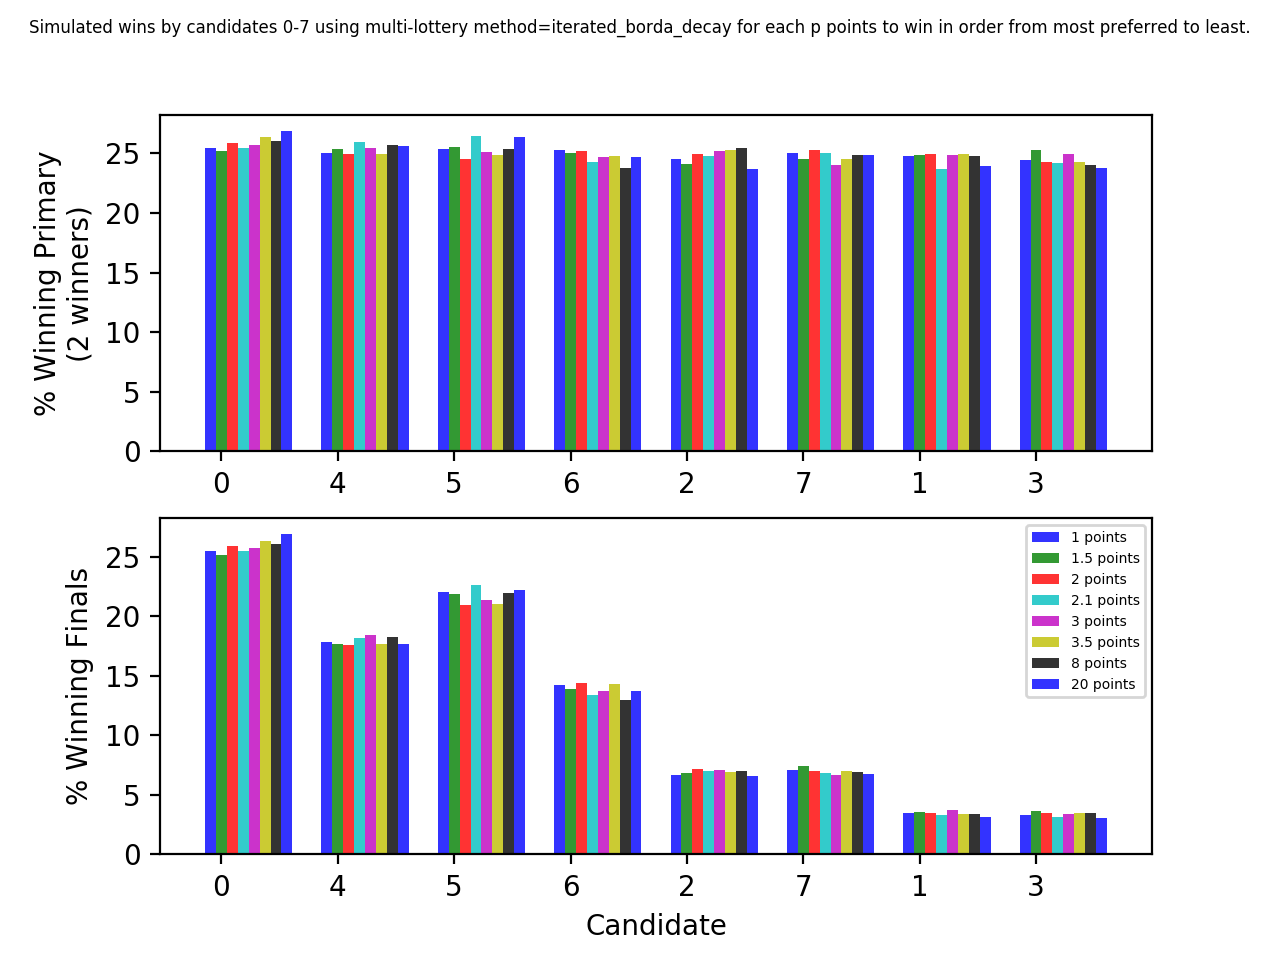 Simulated wins by candidates 0-7 using multi-lottery method=iterated_borda_decay for each p points to win in order from most preferred to least.
% Winning Primary
(2 winners)
25
20
15
10
5
0
0 4 5 6 2 7 1 3
% Winning Finals
25
20
15
10
5
0
1 points
1.5 points
2 points
2.1 points
3 points
3.5 points
8 points
20 points
0 4 5 6 2 7 1 3
Candidate